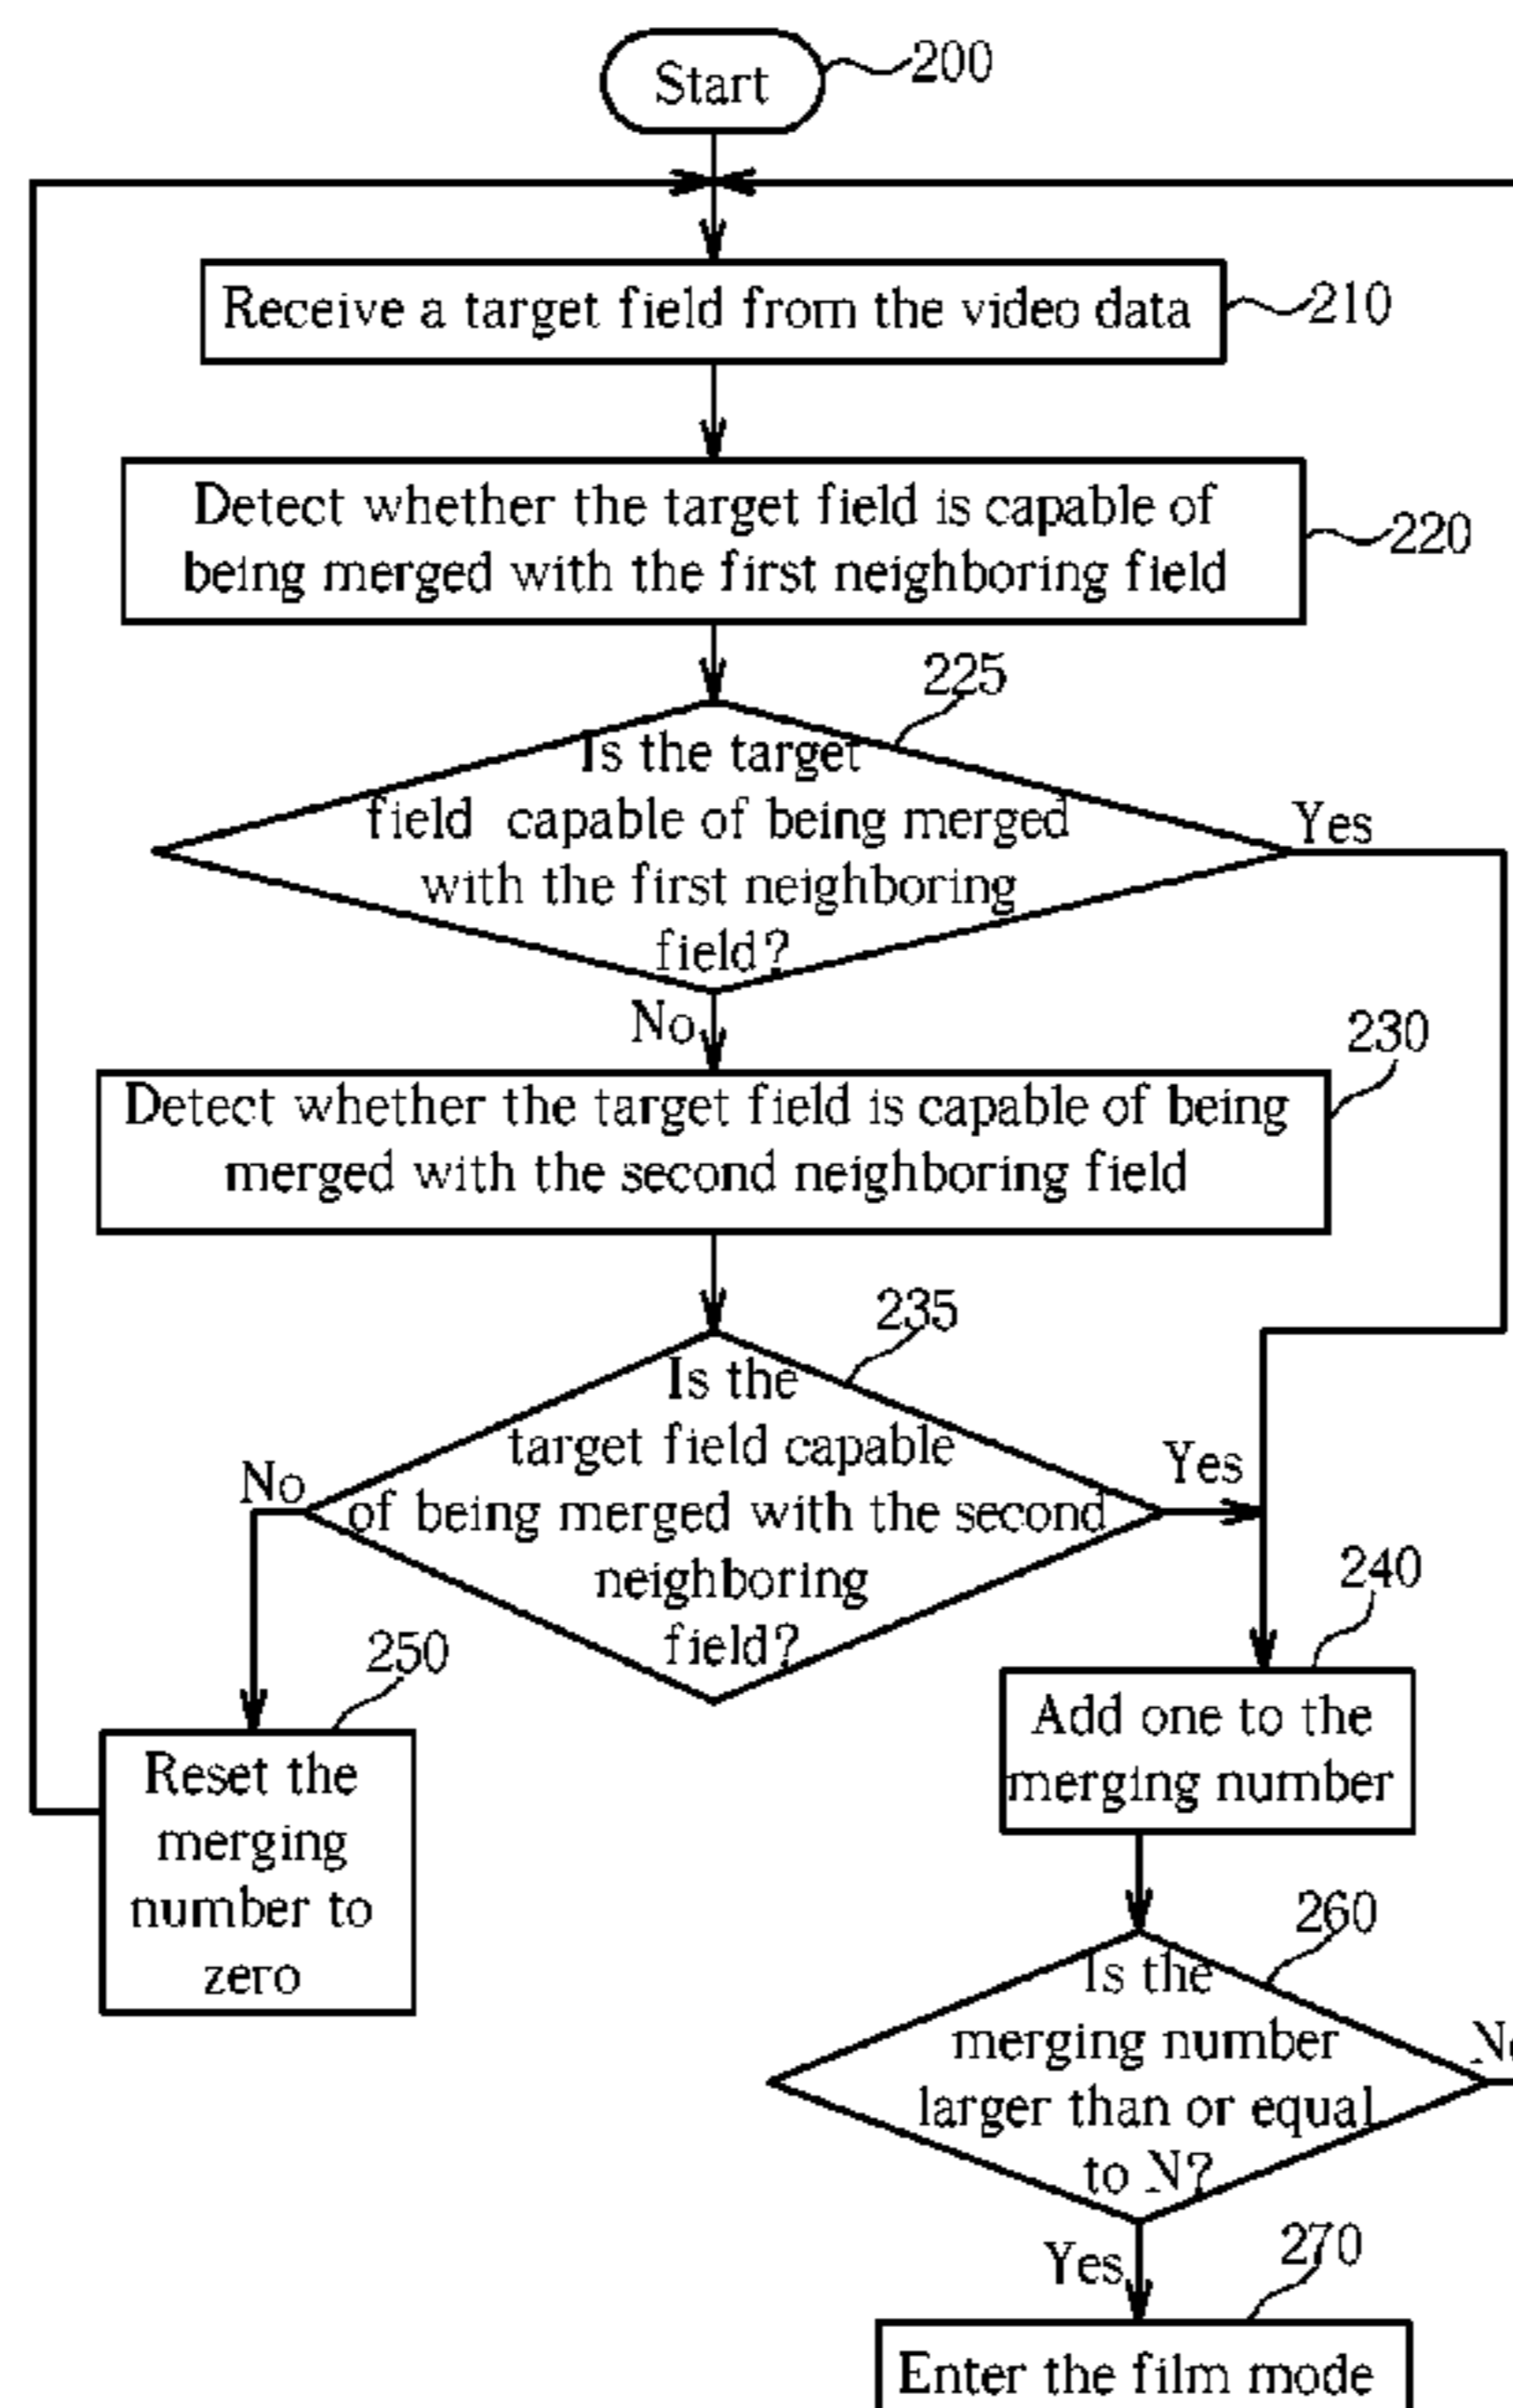 Start
200
Receive a target field from the video data
210
Detect whether the target field is capable of
being merged with the first neighboring field
220
225
Is the target
field capable of being merged
with the first neighboring
field?
Yes
No
230
Detect whether the target field is capable of being
merged with the second neighboring field
235
Is the
target field capable
of being merged with the second
neighboring
field?
No
Yes
240
250
Add one to the
merging number
Reset the
merging
number to
zero
260
Is the
merging number
larger than or equal
to N?
No
Yes
270
Enter the film mode